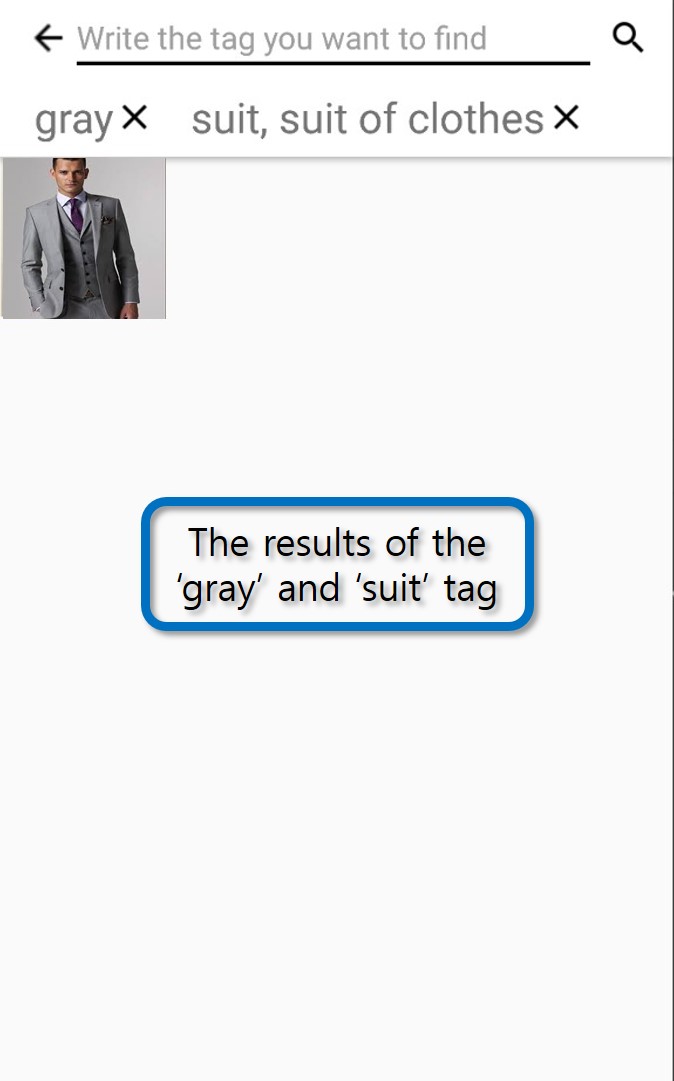 Write the tag you want to find
gray × suit, suit of clothes ×
The results of the
‘gray’ and ‘suit’ tag